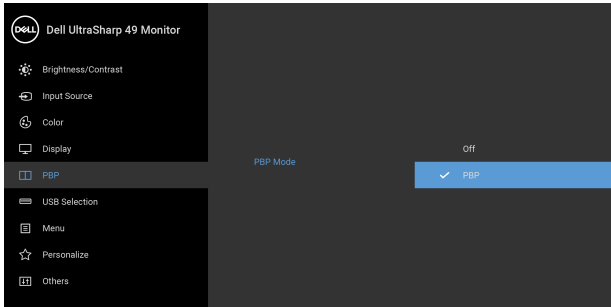 DELL Dell UltraSharp 49 Monitor
Brightness/Contrast
Input Source
Color
Display
PBP
USB Selection
Menu
Personalize
Others
PBP Mode
Off
PBP